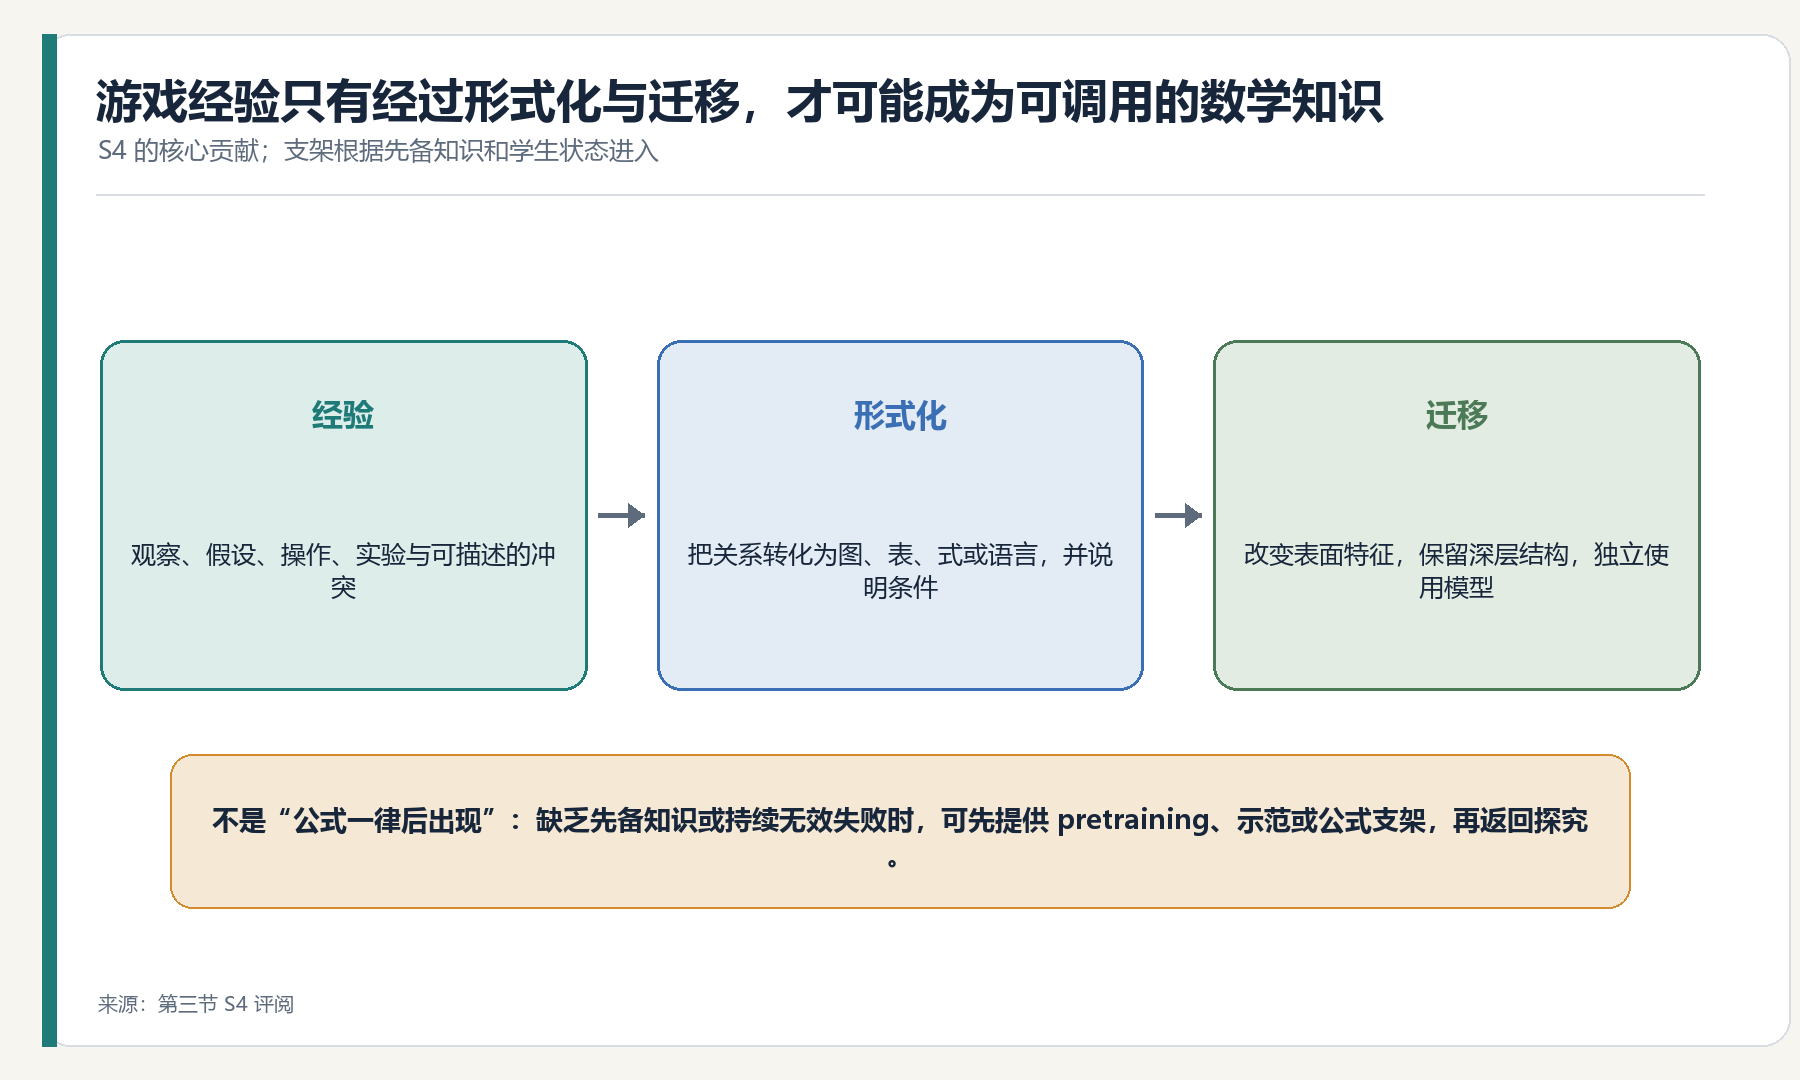 游戏经验只有经过形式化与迁移，才可能成为可调用的数学知识
S4 的核心贡献；支架根据先备知识和学生状态进入
经验
观察、假设、操作、实验与可描述的冲
突
形式化
把关系转化为图、表、式或语言，并说
明条件
迁移
改变表面特征，保留深层结构，独立使
用模型
不是“公式一律后出现”：缺乏先备知识或持续无效失败时，可先提供 pretraining、示范或公式支架，再返回探究
。
来源：第三节 S4 评阅